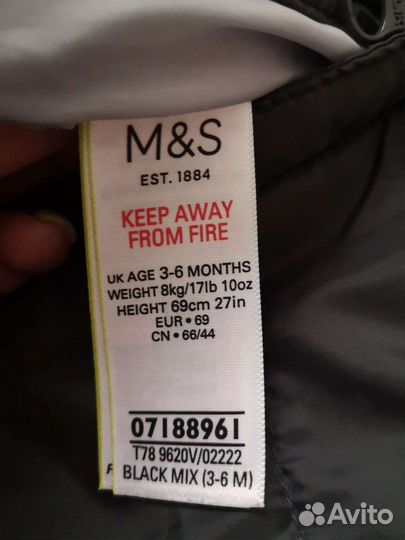 M&S
EST. 1884
KEEP AWAY
FROM FIRE
UK AGE 3-6 MONTHS
WEIGHT 8kg/17lb 10oz
HEIGHT 69cm 27in
EUR • 69
CN • 66/44
07188961
T78 9620V/02222
BLACK MIX (3-6 M)
Avito